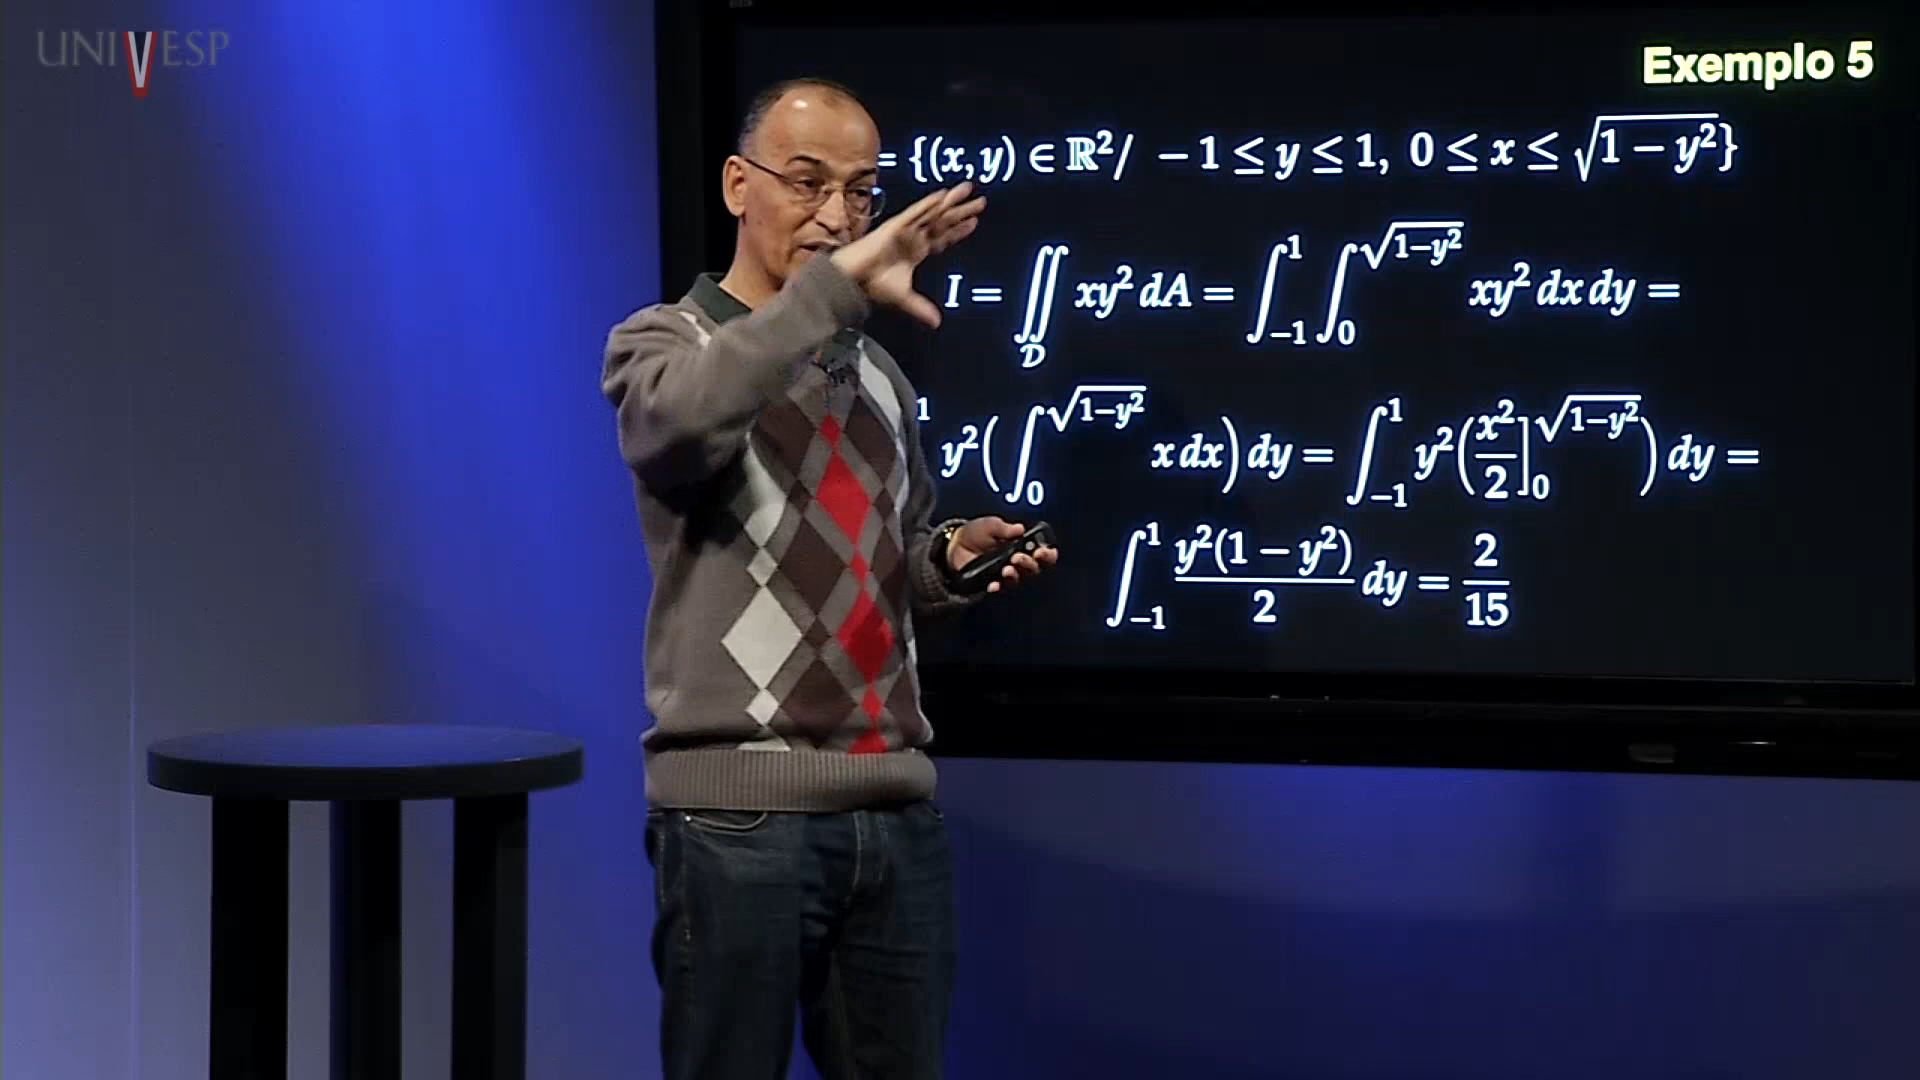 UNIVESP
Exemplo 5
= {(x, y) ∈ ℝ²/ −1 ≤ y ≤ 1, 0 ≤ x ≤ √(1 − y²)}
I = ∬_D xy² dA = ∫_{−1}^{1} ∫_0^{√(1−y²)} xy² dx dy =
1 y²(∫_0^{√(1−y²)} x dx) dy = ∫_{−1}^{1} y²(x²/2]_0^{√(1−y²)}) dy =
∫_{−1}^{1} y²(1 − y²)/2 dy = 2/15